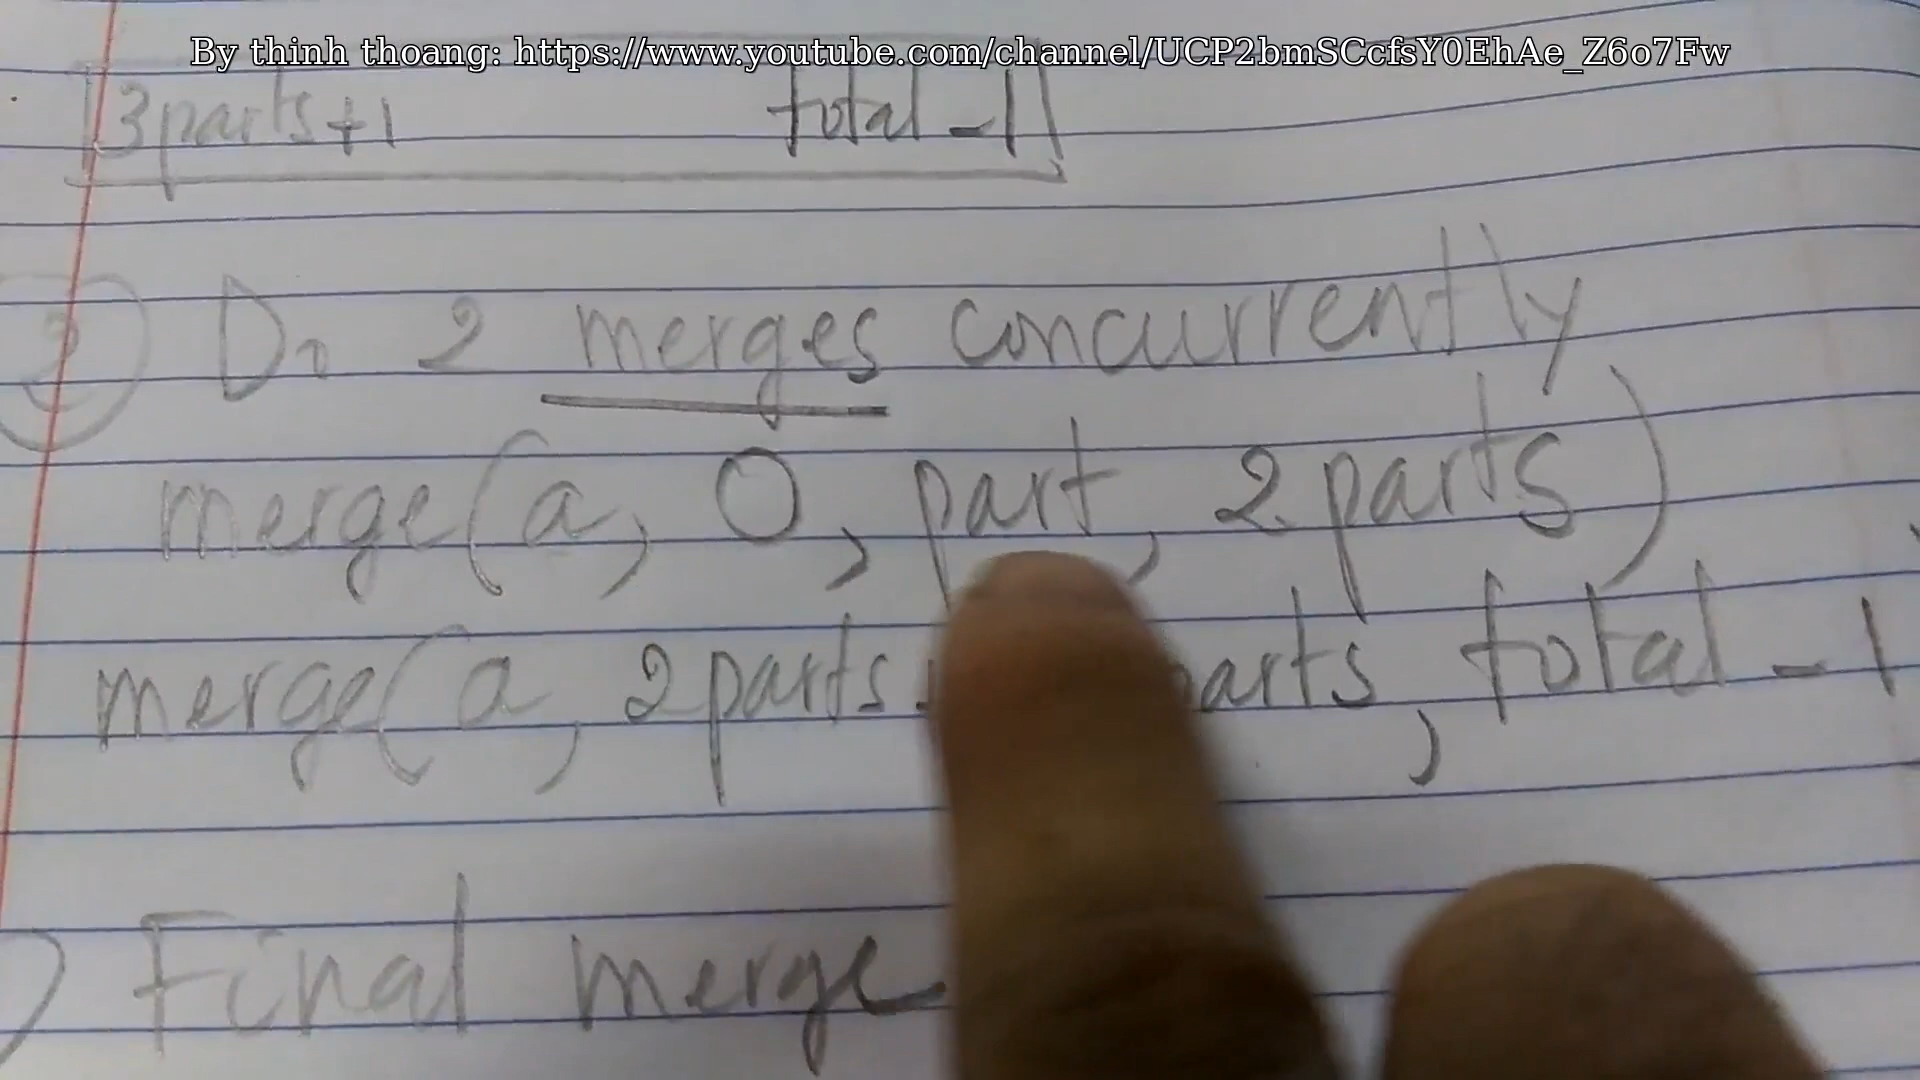 By thinh thoang: https://www.youtube.com/channel/UCP2bmSCcfsY0EhAe_Z6o7Fw
3parts+1 total-1
2 Do 2 merges concurrently
merge(a, 0, part, 2parts)
merge(a, 2parts arts, total-1
) Final merge